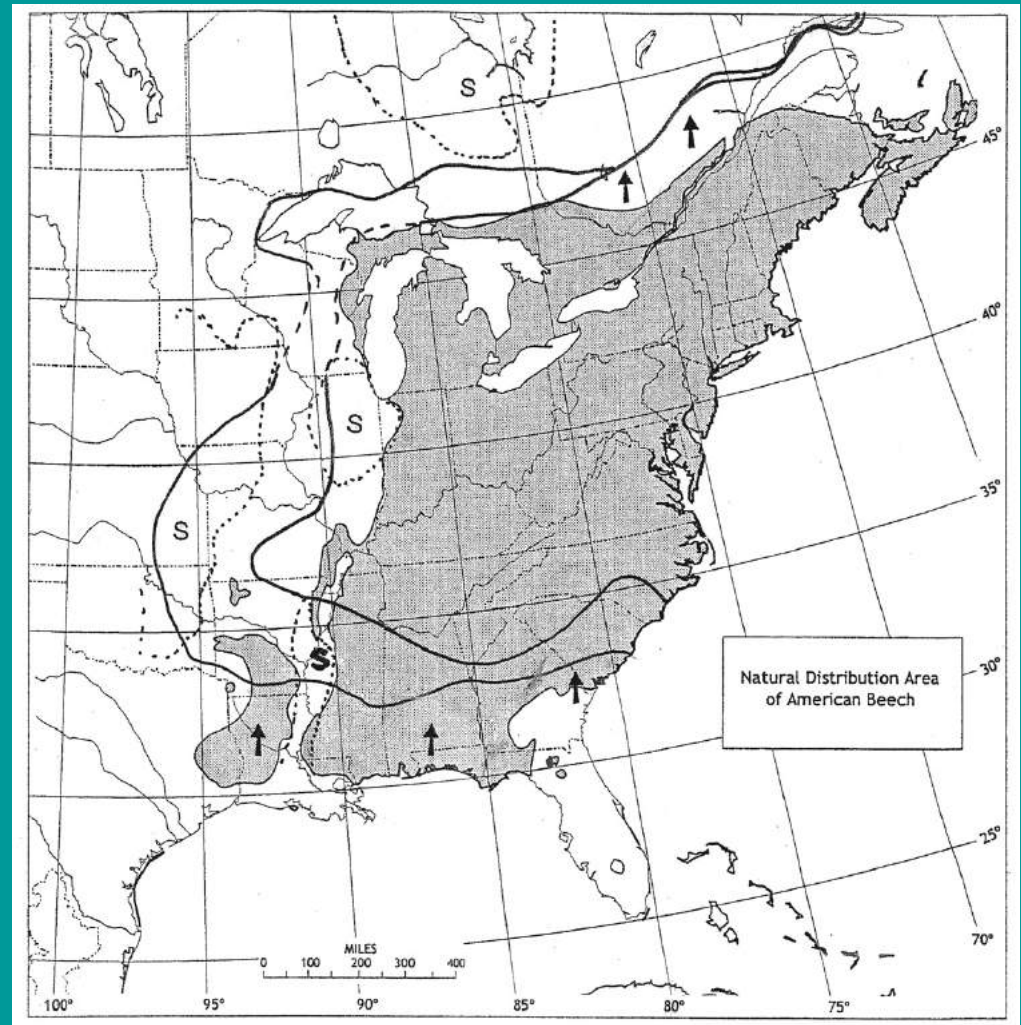 S
45°
40°
S
35°
S
30°
S
Natural Distribution Area
of American Beech
25°
MILES
0 100 200 300 400
70°
100° 95° 90° 85° 80° 75°